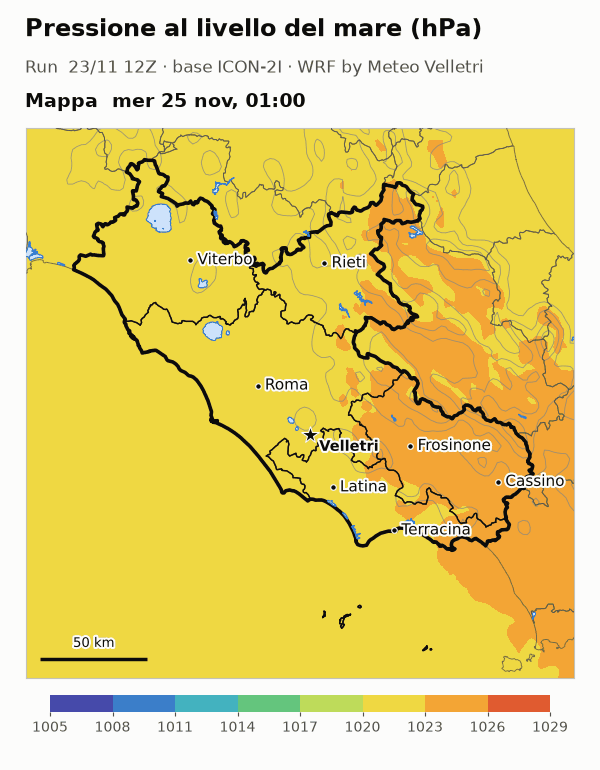 Pressione al livello del mare (hPa)
Run  23/11 12Z · base ICON-2I · WRF by Meteo Velletri
Mappa  mer 25 nov, 01:00
Viterbo
Rieti
Roma
Velletri
Frosinone
Latina
Cassino
Terracina
50 km
1005 1008 1011 1014 1017 1020 1023 1026 1029